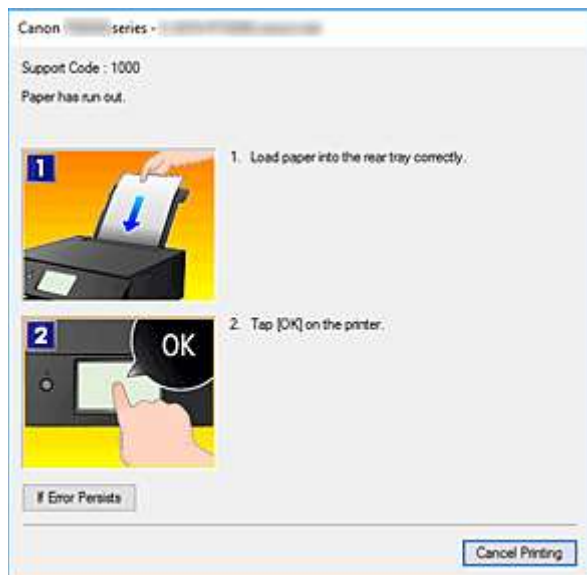 Canon series -
Support Code : 1000
Paper has run out.
1
1. Load paper into the rear tray correctly.
2
OK
2. Tap [OK] on the printer.
If Error Persists
Cancel Printing